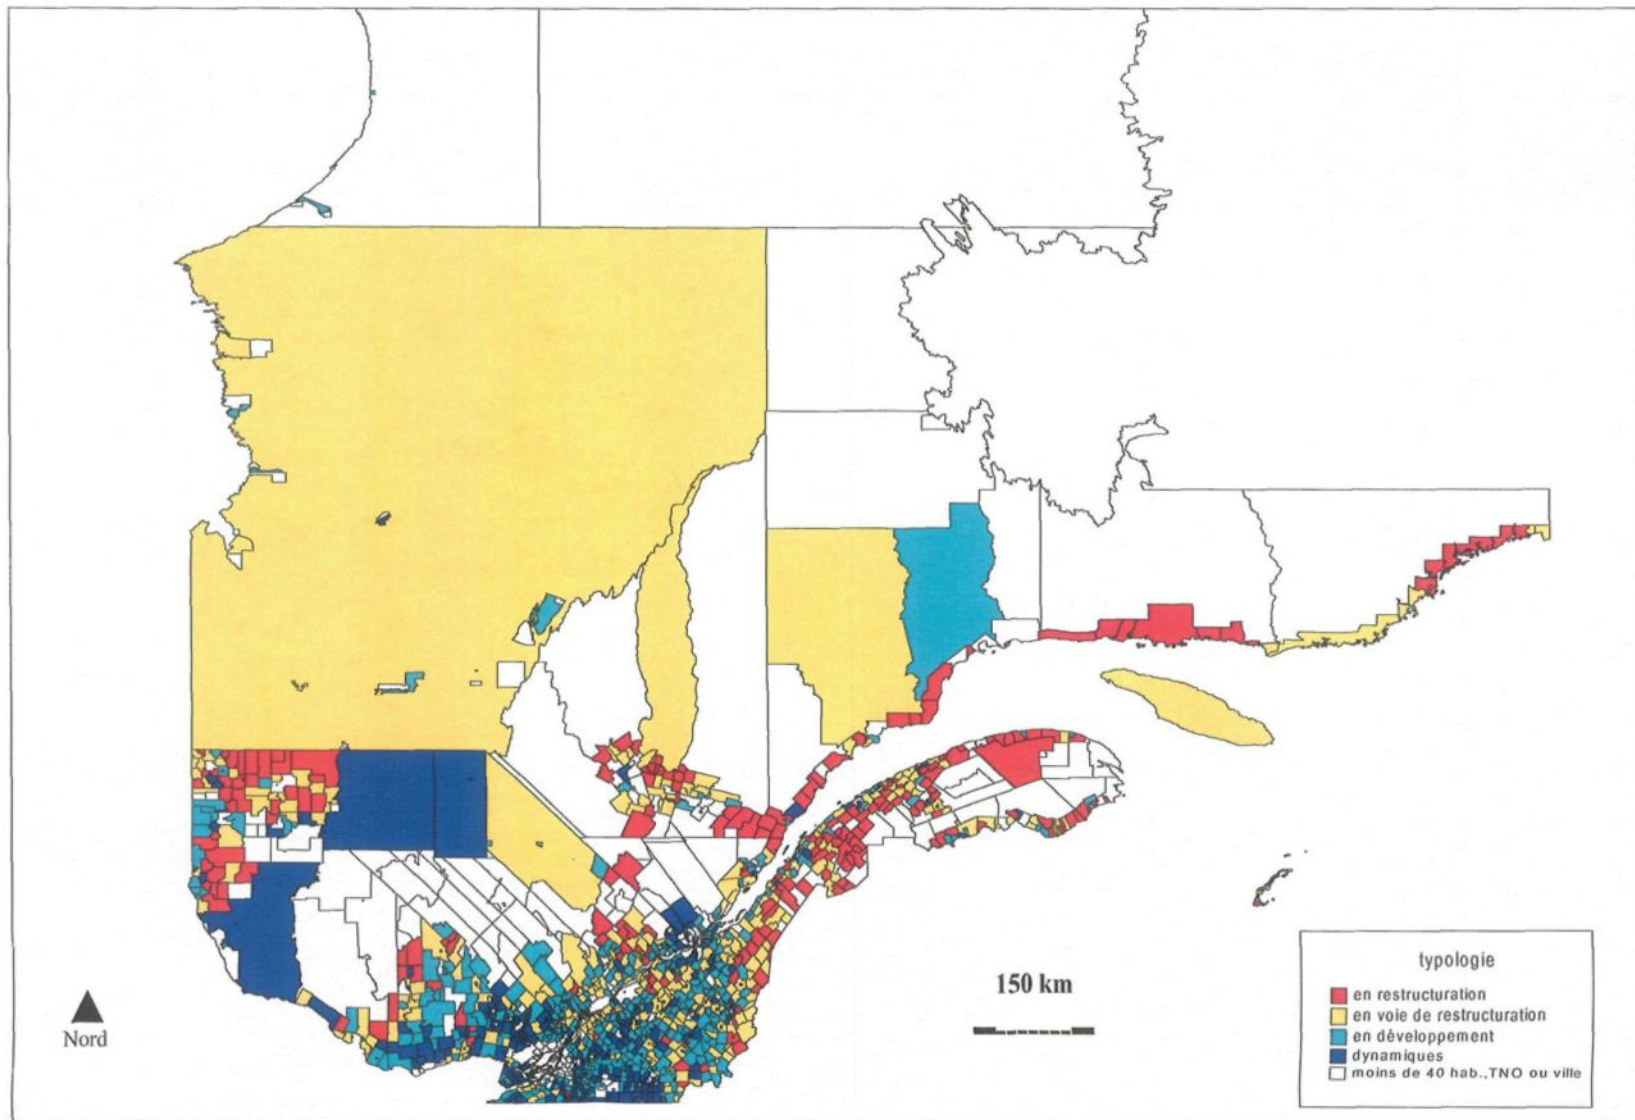 150 km
Nord
typologie
en restructuration
en voie de restructuration
en développement
dynamiques
moins de 40 hab.,TNO ou ville